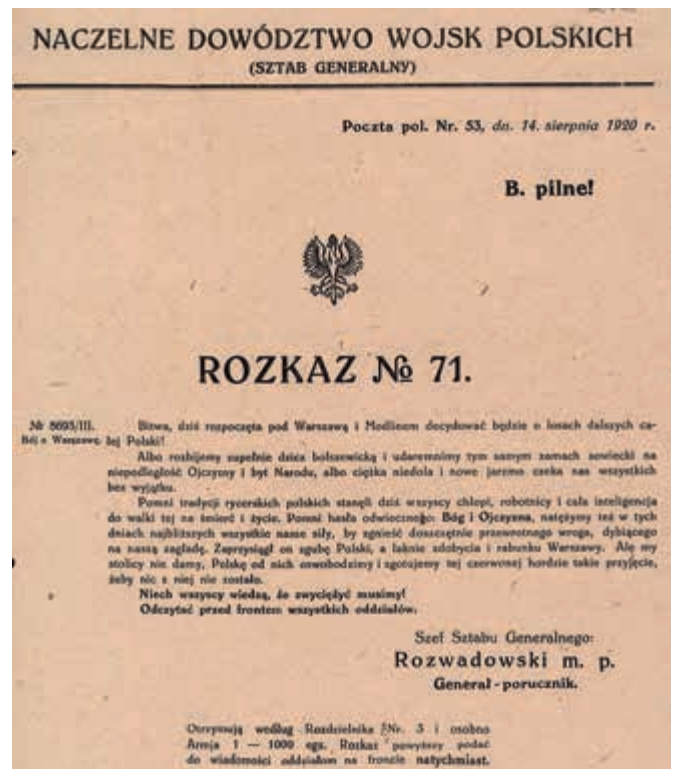 NACZELNE DOWÓDZTWO WOJSK POLSKICH
(SZTAB GENERALNY)
Poczta pol. Nr. 53, dn. 14. sierpnia 1920 r.
B. pilne!
ROZKAZ № 71.
№ 8693/III.
Bój o Warszawę.
Bitwa, dziś rozpoczęta pod Warszawą i Modlinem decydować będzie o losach dalszych ca-
łej Polski!
Albo rozbijemy zupełnie dzicz bolszewicką i udaremnimy tym samym zamach sowiecki na
niepodległość Ojczyzny i byt Narodu, albo ciężka niedola i nowe jarzmo czeka nas wszystkich
bez wyjątku.
Pomni tradycji rycerskich polskich stanęli dziś wszyscy chłopi, robotnicy i cała inteligencja
do walki tej na śmierć i życie. Pomni hasła odwiecznego: Bóg i Ojczyzna, natężymy też w tych
dniach najbliższych wszystkie nasze siły, by zgnieść doszczętnie przewrotnego wroga, dybiącego
na naszą zagładę. Zaprzysiągł on zgubę Polski, a łaknie zdobycia i rabunku Warszawy. Ale my
stolicy nie damy, Polskę od nich oswobodzimy i zgotujemy tej czerwonej hordzie takie przyjęcie,
żeby nic z niej nie zostało.
Niech wszyscy wiedzą, że zwyciężyć musimy!
Odczytać przed frontem wszystkich oddziałów.
Szef Sztabu Generalnego:
Rozwadowski m. p.
Generał-porucznik.
Otrzymują według Rozdzielnika Nr. 3 i osobno
Armja 1 — 1000 egz. Rozkaz powyższy podać
do wiadomości oddziałom na froncie natychmiast.